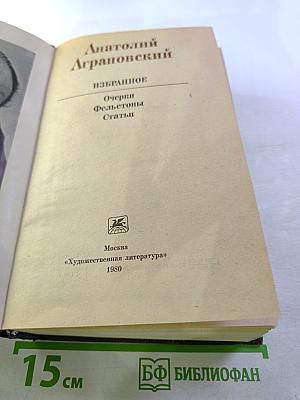 Анатолий
Аграновский
ИЗБРАННОЕ
Очерки
Фельетоны
Статьи
Москва
«Художественная литература»
1980
15 см
БФ БИБЛИОФАН